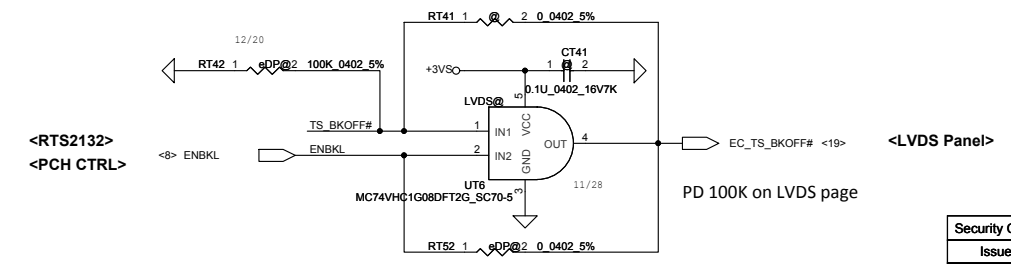 RT41 1 @ 2 0_0402_5%
12/20
RT42 1 eDP@ 2 100K_0402_5%
CT41
+3VS 1 @ 2
0.1U_0402_16V7K
LVDS@
5
VCC
TS_BKOFF# 1 IN1
OUT 4
<RTS2132>
<PCH CTRL>
<8> ENBKL
ENBKL 2 IN2
GND
3
EC_TS_BKOFF# <19>
<LVDS Panel>
UT6
MC74VHC1G08DFT2G_SC70-5
11/28
PD 100K on LVDS page
RT52 1 eDP@ 2 0_0402_5%
Security C
Issue